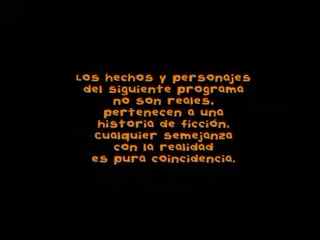 Los hechos y personajes
del siguiente programa
no son reales,
pertenecen a una
historia de ficción.
cualquier semejanza
con la realidad
es pura coincidencia.